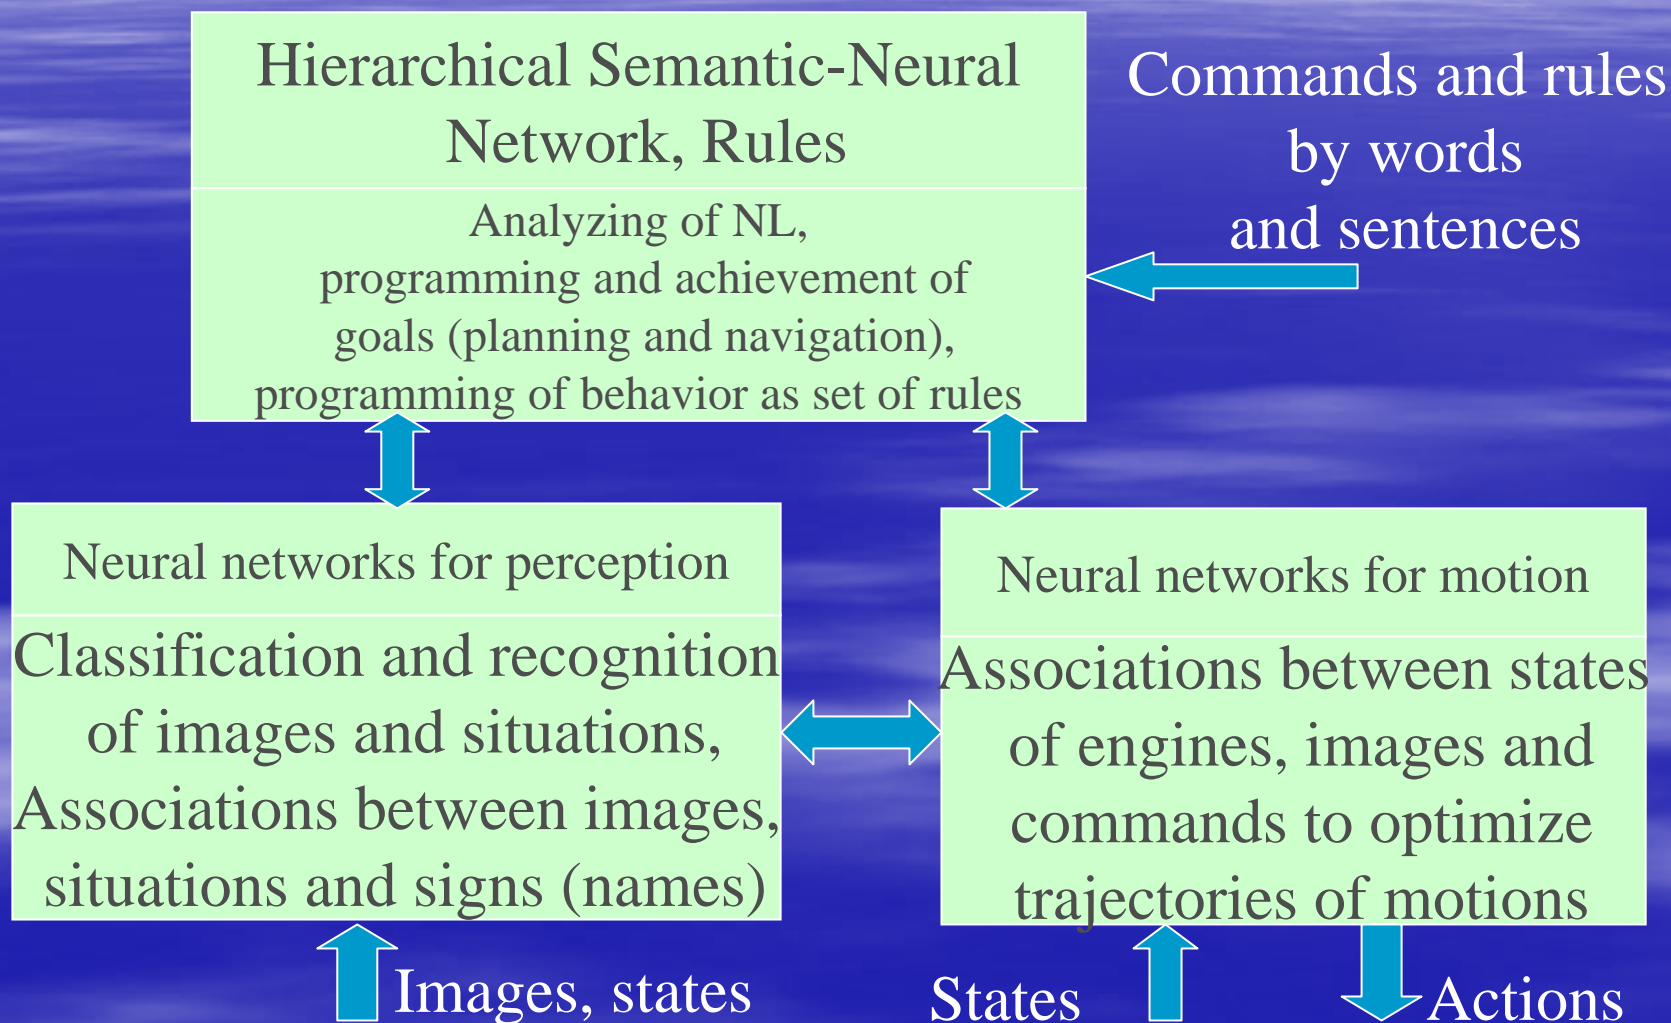 Hierarchical Semantic-Neural
Network, Rules
Analyzing of NL,
programming and achievement of
goals (planning and navigation),
programming of behavior as set of rules
Commands and rules
by words
and sentences
Neural networks for perception
Classification and recognition
of images and situations,
Associations between images,
situations and signs (names)
Neural networks for motion
Associations between states
of engines, images and
commands to optimize
trajectories of motions
Images, states
States
Actions